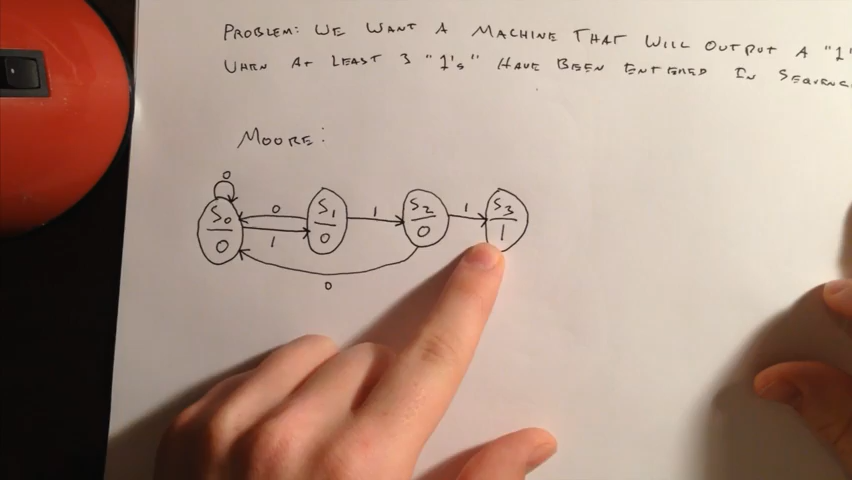 PROBLEM: WE WANT A MACHINE THAT WILL OUTPUT A "1"
WHEN AT LEAST 3 "1's" HAVE BEEN ENTERED IN SEQUENC
MOORE:
0
S0 0 1 S1 1 S2 1 S3
0 0 0 1
0